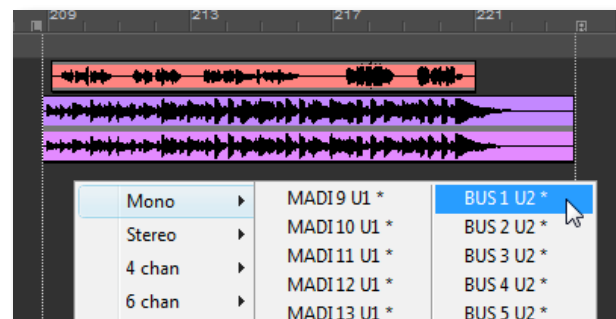 209 213 217 221
Mono MADI 9 U1 * BUS 1 U2 *
Stereo MADI 10 U1 * BUS 2 U2 *
MADI 11 U1 * BUS 3 U2 *
4 chan MADI 12 U1 * BUS 4 U2 *
6 chan MADI 13 U1 * BUS 5 U2 *